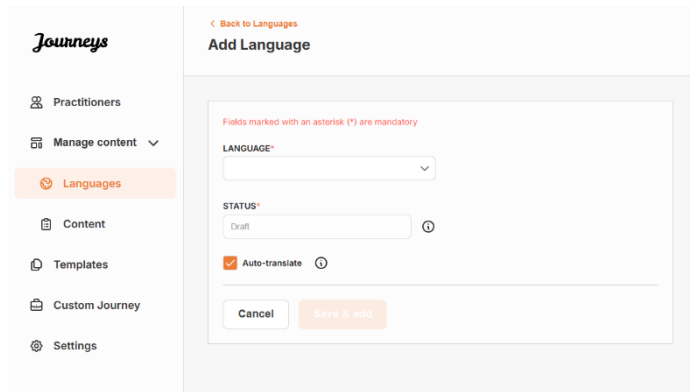 Journeys
Practitioners
Manage content
Languages
Content
Templates
Custom Journey
Settings
Back to Languages
Add Language
Fields marked with an asterisk (*) are mandatory
LANGUAGE*
STATUS*
Draft
Auto-translate
Cancel
Save & add